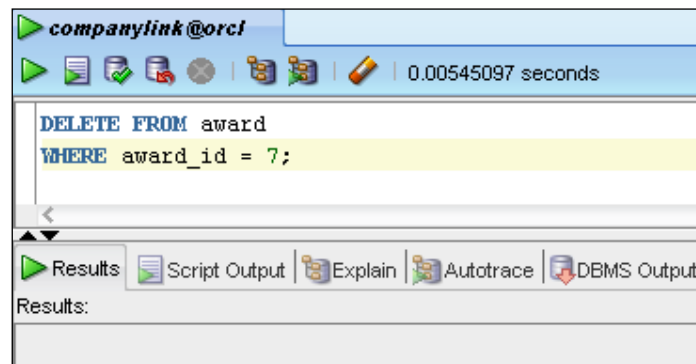 companylink@orcl
0.00545097 seconds
DELETE FROM award
WHERE award_id = 7;
Results Script Output Explain Autotrace DBMS Output
Results: